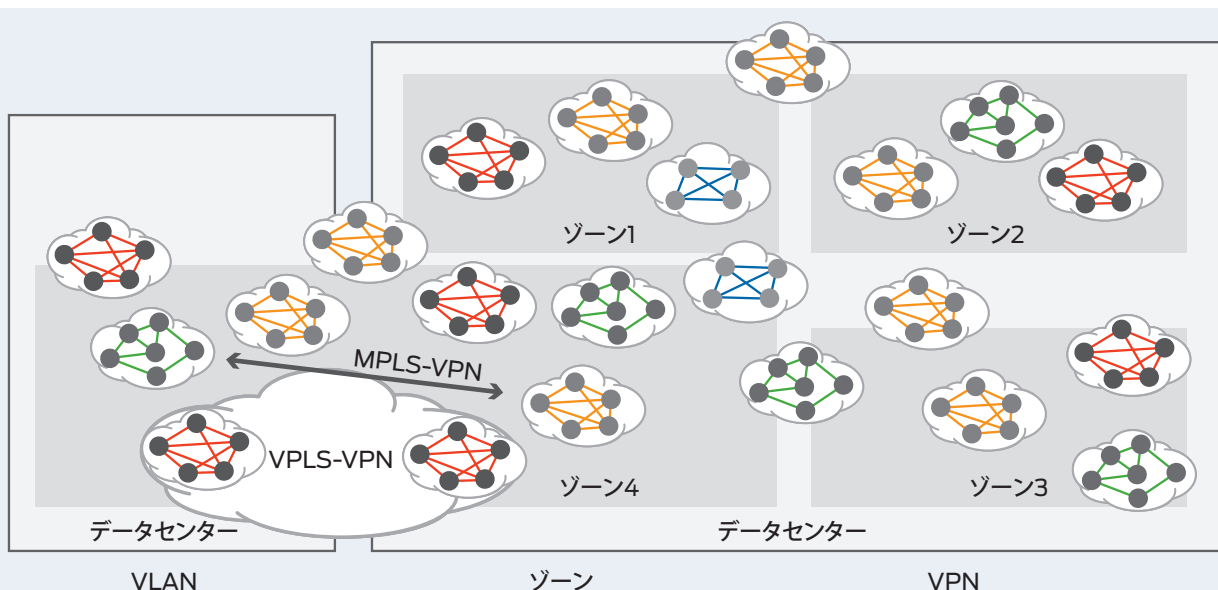 ゾーン1
ゾーン2
MPLS-VPN
VPLS-VPN
ゾーン4
ゾーン3
データセンター
データセンター
VLAN
ゾーン
VPN